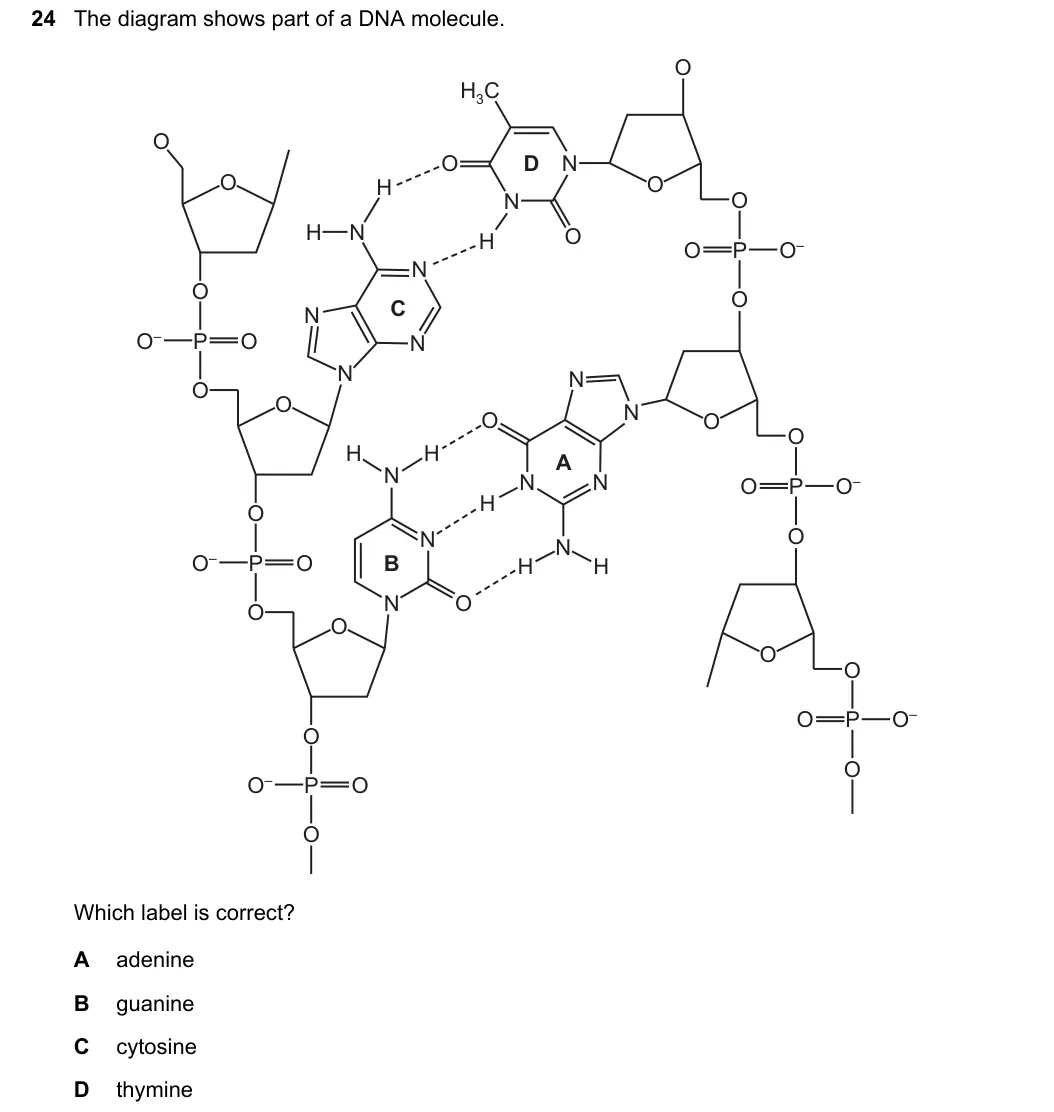 24 The diagram shows part of a DNA molecule.
O
H₃C
O
O D N
O
O
H
H N
N
O
O
H
O
O P O⁻
N
O
C
N
O
O⁻ P O
N
N
O
N
O
N
O
O
O
H H
N
A
O P O⁻
N
N
H
O
N
N
O
O⁻ P O
B
H H
N
O
O
O
O
O
O P O⁻
O
O
O⁻ P O
O
Which label is correct?
A adenine
B guanine
C cytosine
D thymine